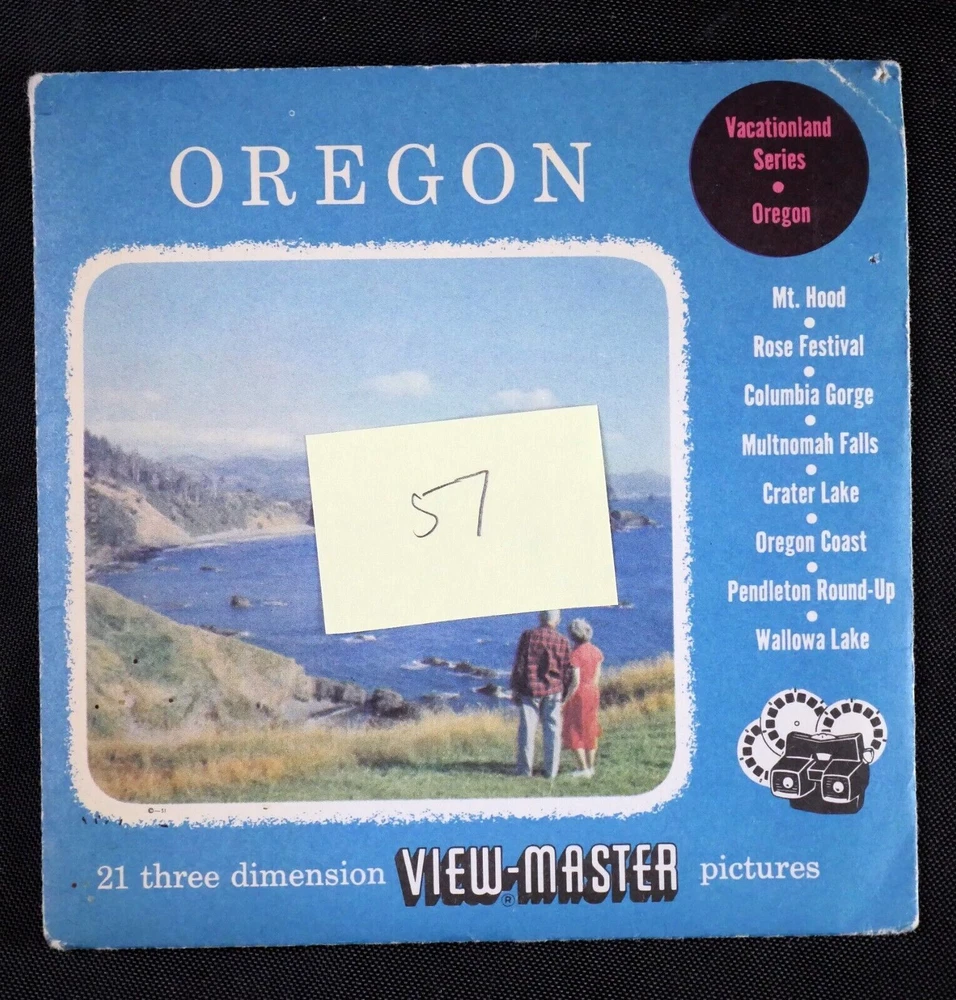 OREGON
Vacationland
Series
•
Oregon
Mt. Hood
•
Rose Festival
•
Columbia Gorge
•
Multnomah Falls
•
Crater Lake
•
Oregon Coast
•
Pendleton Round-Up
•
Wallowa Lake
57
21 three dimension VIEW-MASTER ® pictures